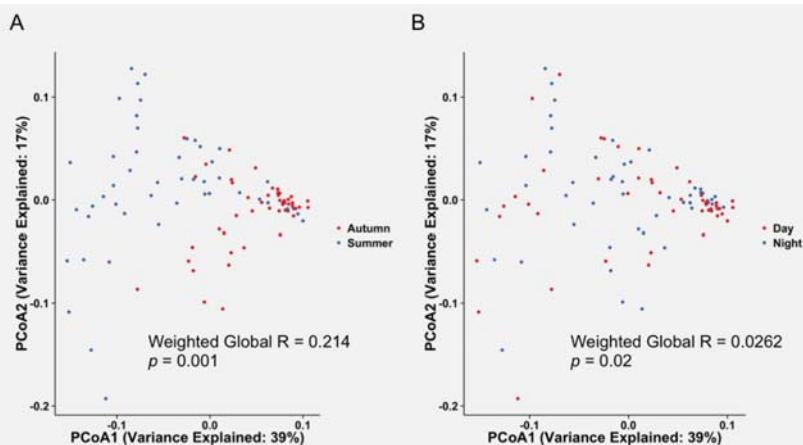 A
PCoA2 (Variance Explained: 17%)
0.1
0.0
-0.1
-0.2
Autumn
Summer
Weighted Global R = 0.214
p = 0.001
-0.1
0.0
0.1
PCoA1 (Variance Explained: 39%)
B
PCoA2 (Variance Explained: 17%)
0.1
0.0
-0.1
-0.2
Day
Night
Weighted Global R = 0.0262
p = 0.02
-0.1
0.0
0.1
PCoA1 (Variance Explained: 39%)